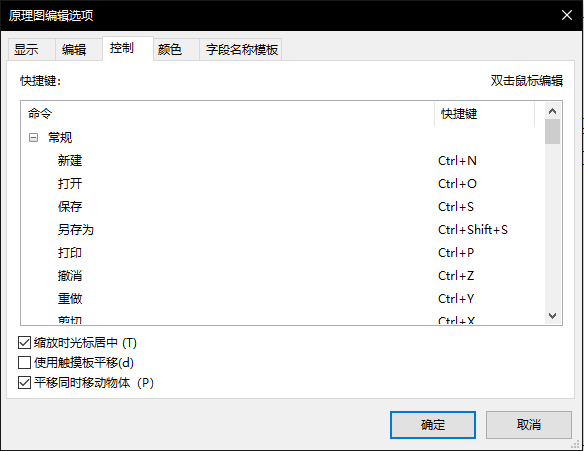 原理图编辑选项
显示 编辑 控制 颜色 字段名称模板
快捷键： 双击鼠标编辑
命令 快捷键
常规
新建 Ctrl+N
打开 Ctrl+O
保存 Ctrl+S
另存为 Ctrl+Shift+S
打印 Ctrl+P
撤消 Ctrl+Z
重做 Ctrl+Y
剪切 Ctrl+X
缩放时光标居中 (T)
使用触摸板平移(d)
平移同时移动物体（P）
确定 取消